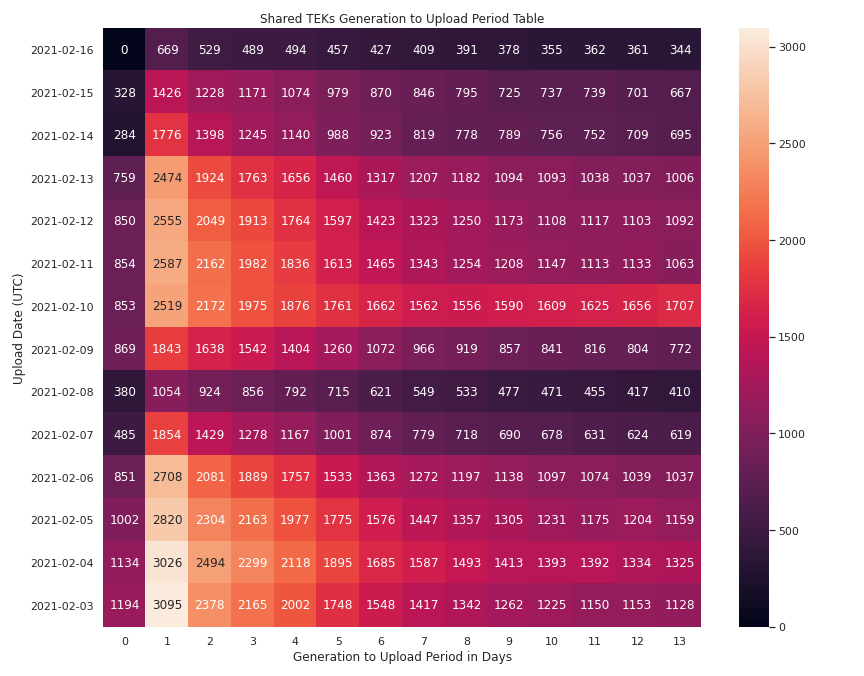 Shared TEKs Generation to Upload Period Table
Upload Date (UTC)
2021-02-16 0 669 529 489 494 457 427 409 391 378 355 362 361 344
2021-02-15 328 1426 1228 1171 1074 979 870 846 795 725 737 739 701 667
2021-02-14 284 1776 1398 1245 1140 988 923 819 778 789 756 752 709 695
2021-02-13 759 2474 1924 1763 1656 1460 1317 1207 1182 1094 1093 1038 1037 1006
2021-02-12 850 2555 2049 1913 1764 1597 1423 1323 1250 1173 1108 1117 1103 1092
2021-02-11 854 2587 2162 1982 1836 1613 1465 1343 1254 1208 1147 1113 1133 1063
2021-02-10 853 2519 2172 1975 1876 1761 1662 1562 1556 1590 1609 1625 1656 1707
2021-02-09 869 1843 1638 1542 1404 1260 1072 966 919 857 841 816 804 772
2021-02-08 380 1054 924 856 792 715 621 549 533 477 471 455 417 410
2021-02-07 485 1854 1429 1278 1167 1001 874 779 718 690 678 631 624 619
2021-02-06 851 2708 2081 1889 1757 1533 1363 1272 1197 1138 1097 1074 1039 1037
2021-02-05 1002 2820 2304 2163 1977 1775 1576 1447 1357 1305 1231 1175 1204 1159
2021-02-04 1134 3026 2494 2299 2118 1895 1685 1587 1493 1413 1393 1392 1334 1325
2021-02-03 1194 3095 2378 2165 2002 1748 1548 1417 1342 1262 1225 1150 1153 1128
0 1 2 3 4 5 6 7 8 9 10 11 12 13
Generation to Upload Period in Days
3000
2500
2000
1500
1000
500
0